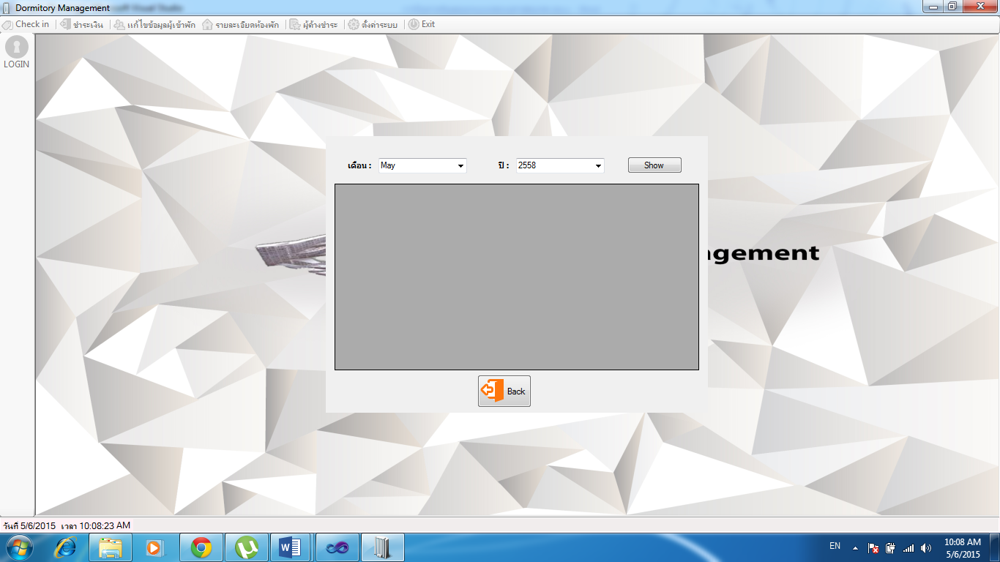 Dormitory Management
Check in ชำระเงิน แก้ไขข้อมูลผู้เข้าพัก รายละเอียดห้องพัก ผู้ค้างชำระ ตั้งค่าระบบ Exit
LOGIN
เดือน : May ปี : 2558 Show
agement
Back
วันที่ 5/6/2015 เวลา 10:08:23 AM
EN 10:08 AM
5/6/2015